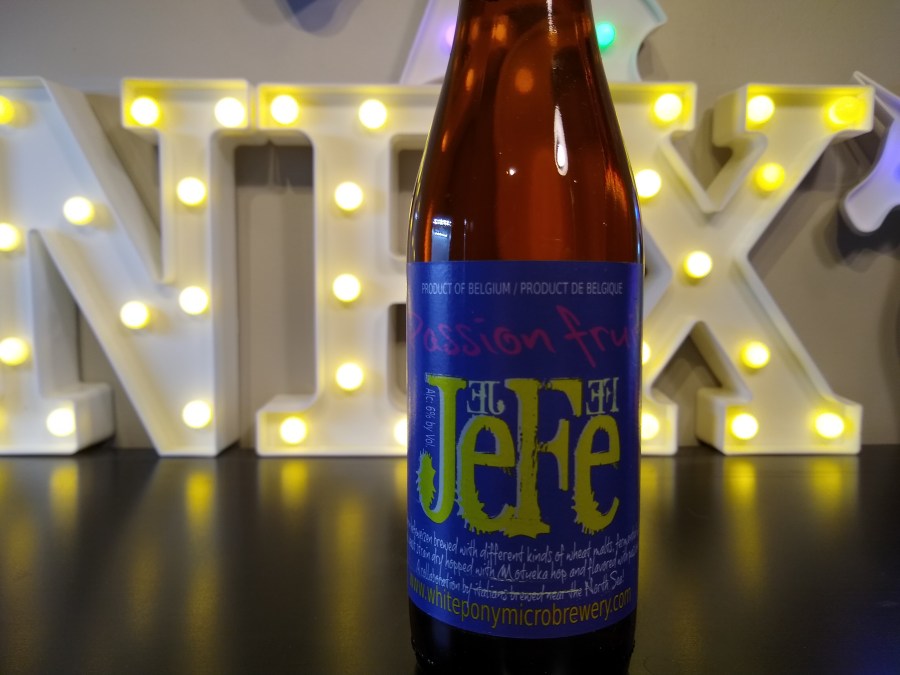 NEX
PRODUCT OF BELGIUM / PRODUCT DE BELGIQUE
Passion fru
Alc: 6% by Vol.
JeFe
brewed with different kinds of wheat malts,
strain dry hopped with Motueka hop and flavored with
A collaboration by italians brewed near the North Sea!
www.whiteponymicrobrewery.com